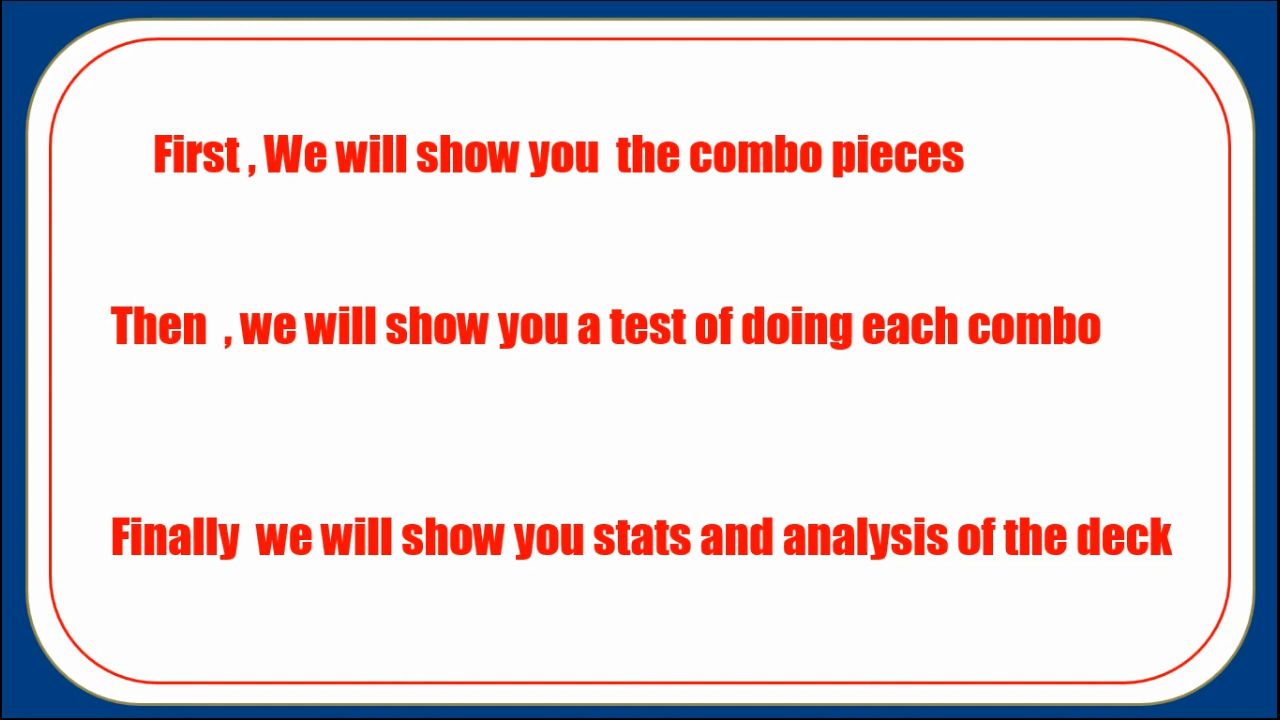 First , We will show you  the combo pieces
Then  , we will show you a test of doing each combo
Finally  we will show you stats and analysis of the deck